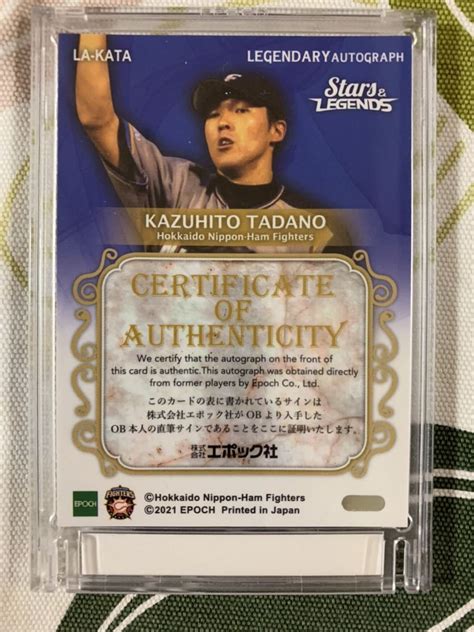 LA-KATA
LEGENDARY AUTOGRAPH
Stars &
LEGENDS
KAZUHITO TADANO
Hokkaido Nippon-Ham Fighters
CERTIFICATE
OF
AUTHENTICITY
We certify that the autograph on the front of
this card is authentic.This autograph was obtained directly
from former players by Epoch Co., Ltd.
このカードの表に書かれているサインは
株式会社エポック社が OB より入手した
OB 本人の直筆サインであることをここに証明いたします。
株式会社エポック社
EPOCH
FIGHTERS
©Hokkaido Nippon-Ham Fighters
©2021 EPOCH Printed in Japan